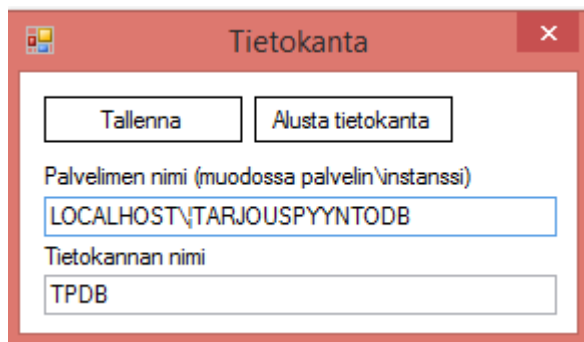 Tietokanta
Tallenna Alusta tietokanta
Palvelimen nimi (muodossa palvelin\instanssi)
LOCALHOST\TARJOUSPYYNTODB
Tietokannan nimi
TPDB